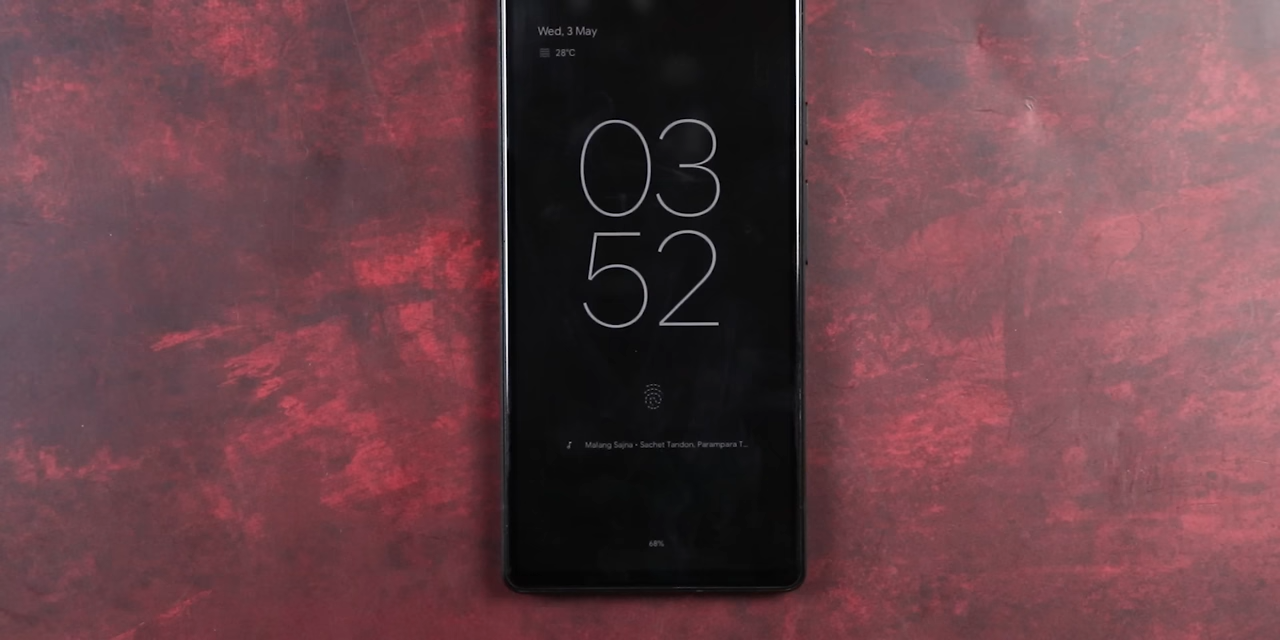 Wed, 3 May
28°C
03
52
Malang Sajna • Sachet Tandon, Parampara T...
68%